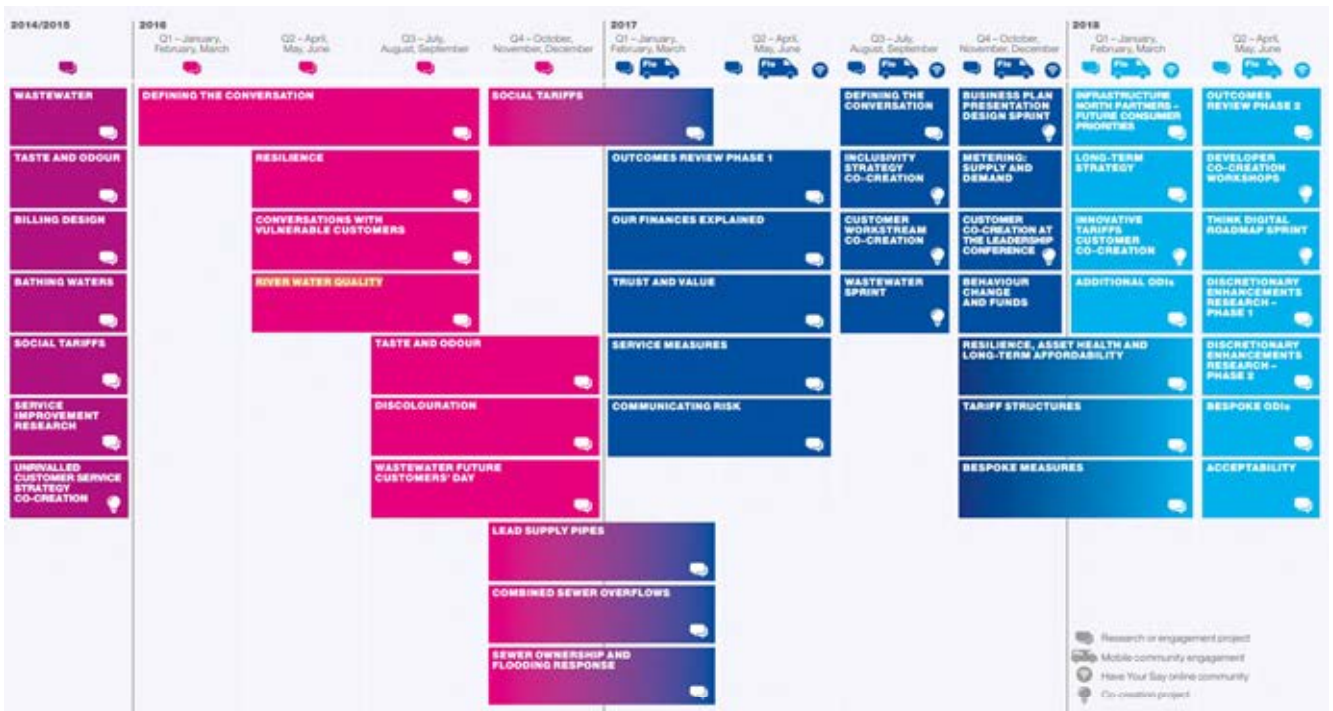 2014/2015
2016
2017
2018
Q1 – January,
February, March
Q2 – April,
May, June
Q3 – July,
August, September
Q4 – October,
November, December
Q1 – January,
February, March
Q2 – April,
May, June
Q3 – July,
August, September
Q4 – October,
November, December
Q1 – January,
February, March
Q2 – April,
May, June
Flo
Flo
Flo
Flo
Flo
Flo
WASTEWATER
DEFINING THE CONVERSATION
SOCIAL TARIFFS
DEFINING THE
CONVERSATION
BUSINESS PLAN
PRESENTATION
DESIGN SPRINT
INFRASTRUCTURE
NORTH PARTNERS –
FUTURE CONSUMER
PRIORITIES
OUTCOMES
REVIEW PHASE 2
TASTE AND ODOUR
RESILIENCE
OUTCOMES REVIEW PHASE 1
INCLUSIVITY
STRATEGY
CO-CREATION
METERING:
SUPPLY AND
DEMAND
LONG-TERM
STRATEGY
DEVELOPER
CO-CREATION
WORKSHOPS
BILLING DESIGN
CONVERSATIONS WITH
VULNERABLE CUSTOMERS
OUR FINANCES EXPLAINED
CUSTOMER
WORKSTREAM
CO-CREATION
CUSTOMER
CO-CREATION AT
THE LEADERSHIP
CONFERENCE
INNOVATIVE
TARIFFS
CUSTOMER
CO-CREATION
THINK DIGITAL
ROADMAP SPRINT
BATHING WATERS
RIVER WATER QUALITY
TRUST AND VALUE
WASTEWATER
SPRINT
BEHAVIOUR
CHANGE
AND FUNDS
ADDITIONAL ODIs
DISCRETIONARY
ENHANCEMENTS
RESEARCH –
PHASE 1
SOCIAL TARIFFS
TASTE AND ODOUR
SERVICE MEASURES
RESILIENCE, ASSET HEALTH AND
LONG-TERM AFFORDABILITY
DISCRETIONARY
ENHANCEMENTS
RESEARCH –
PHASE 2
SERVICE
IMPROVEMENT
RESEARCH
DISCOLOURATION
COMMUNICATING RISK
TARIFF STRUCTURES
BESPOKE ODIs
UNRIVALLED
CUSTOMER SERVICE
STRATEGY
CO-CREATION
WASTEWATER FUTURE
CUSTOMERS' DAY
BESPOKE MEASURES
ACCEPTABILITY
LEAD SUPPLY PIPES
COMBINED SEWER OVERFLOWS
SEWER OWNERSHIP AND
FLOODING RESPONSE
Research or engagement project
Mobile community engagement
Have Your Say online community
Co-creation project